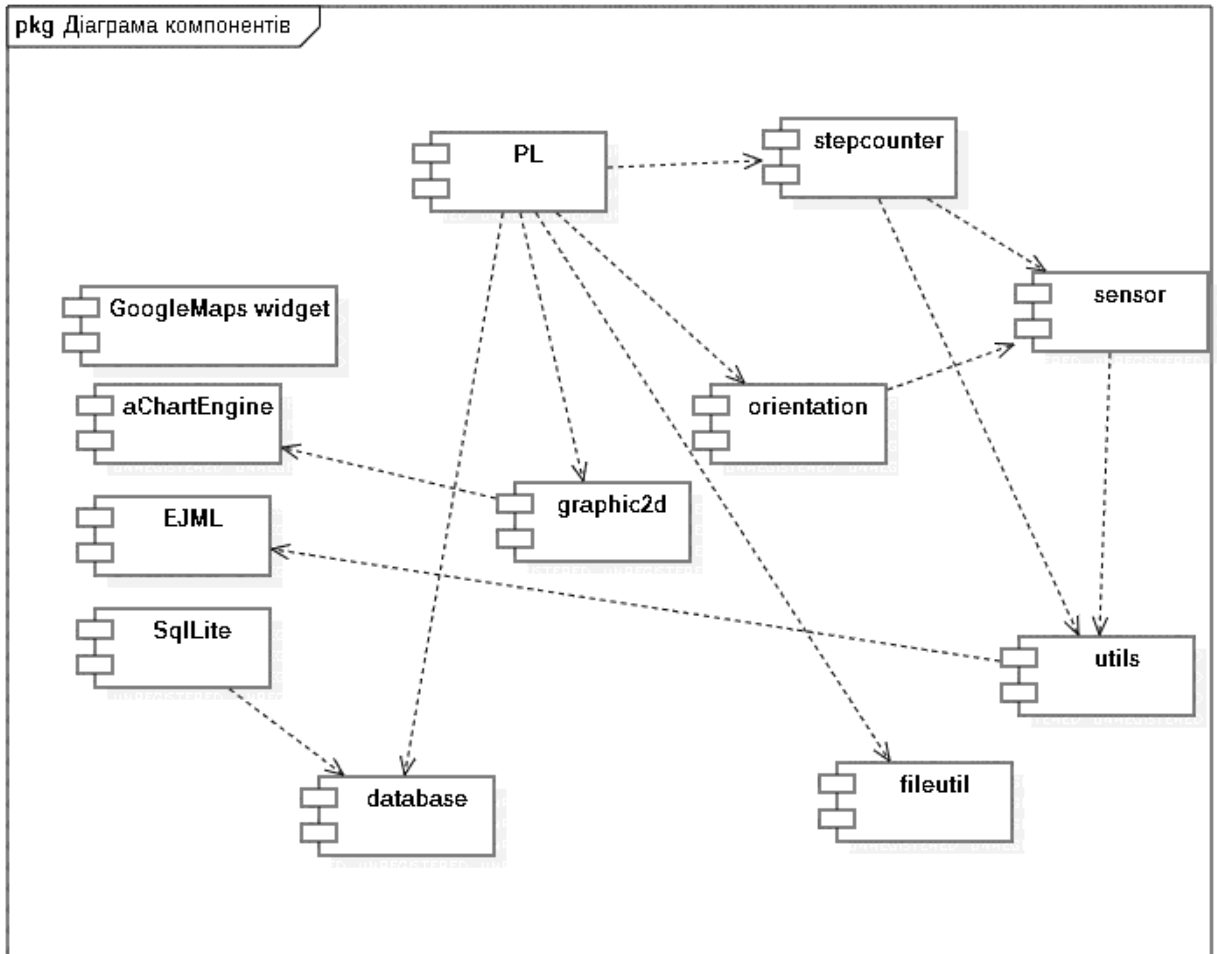 pkg Діаграма компонентів
PL
stepcounter
GoogleMaps widget
sensor
aChartEngine
orientation
graphic2d
EJML
SqlLite
utils
database
fileutil